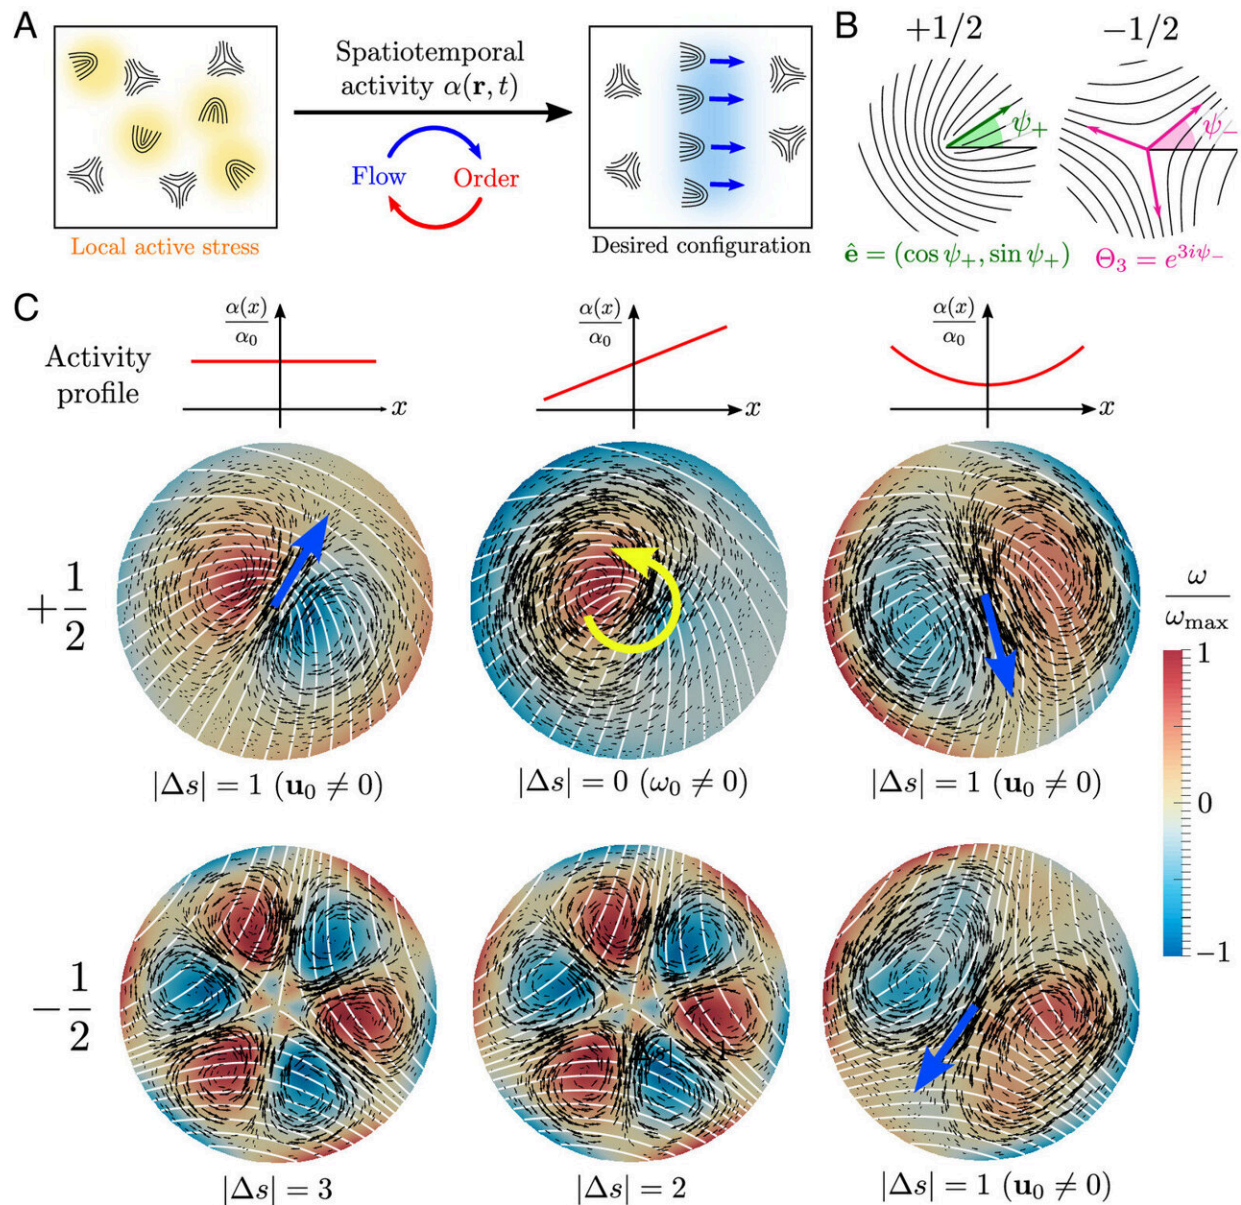 A
Spatiotemporal
activity α(r, t)
Flow
Order
Local active stress
Desired configuration
B
+1/2
−1/2
ψ₊
ψ₋
ê = (cos ψ₊, sin ψ₊)
Θ₃ = e^{3iψ₋}
C
Activity
profile
α(x)/α₀
x
α(x)/α₀
x
α(x)/α₀
x
+1/2
|Δs| = 1 (u₀ ≠ 0)
|Δs| = 0 (ω₀ ≠ 0)
|Δs| = 1 (u₀ ≠ 0)
ω/ω_max
1
0
−1
−1/2
|Δs| = 3
|Δs| = 2
|Δs| = 1 (u₀ ≠ 0)